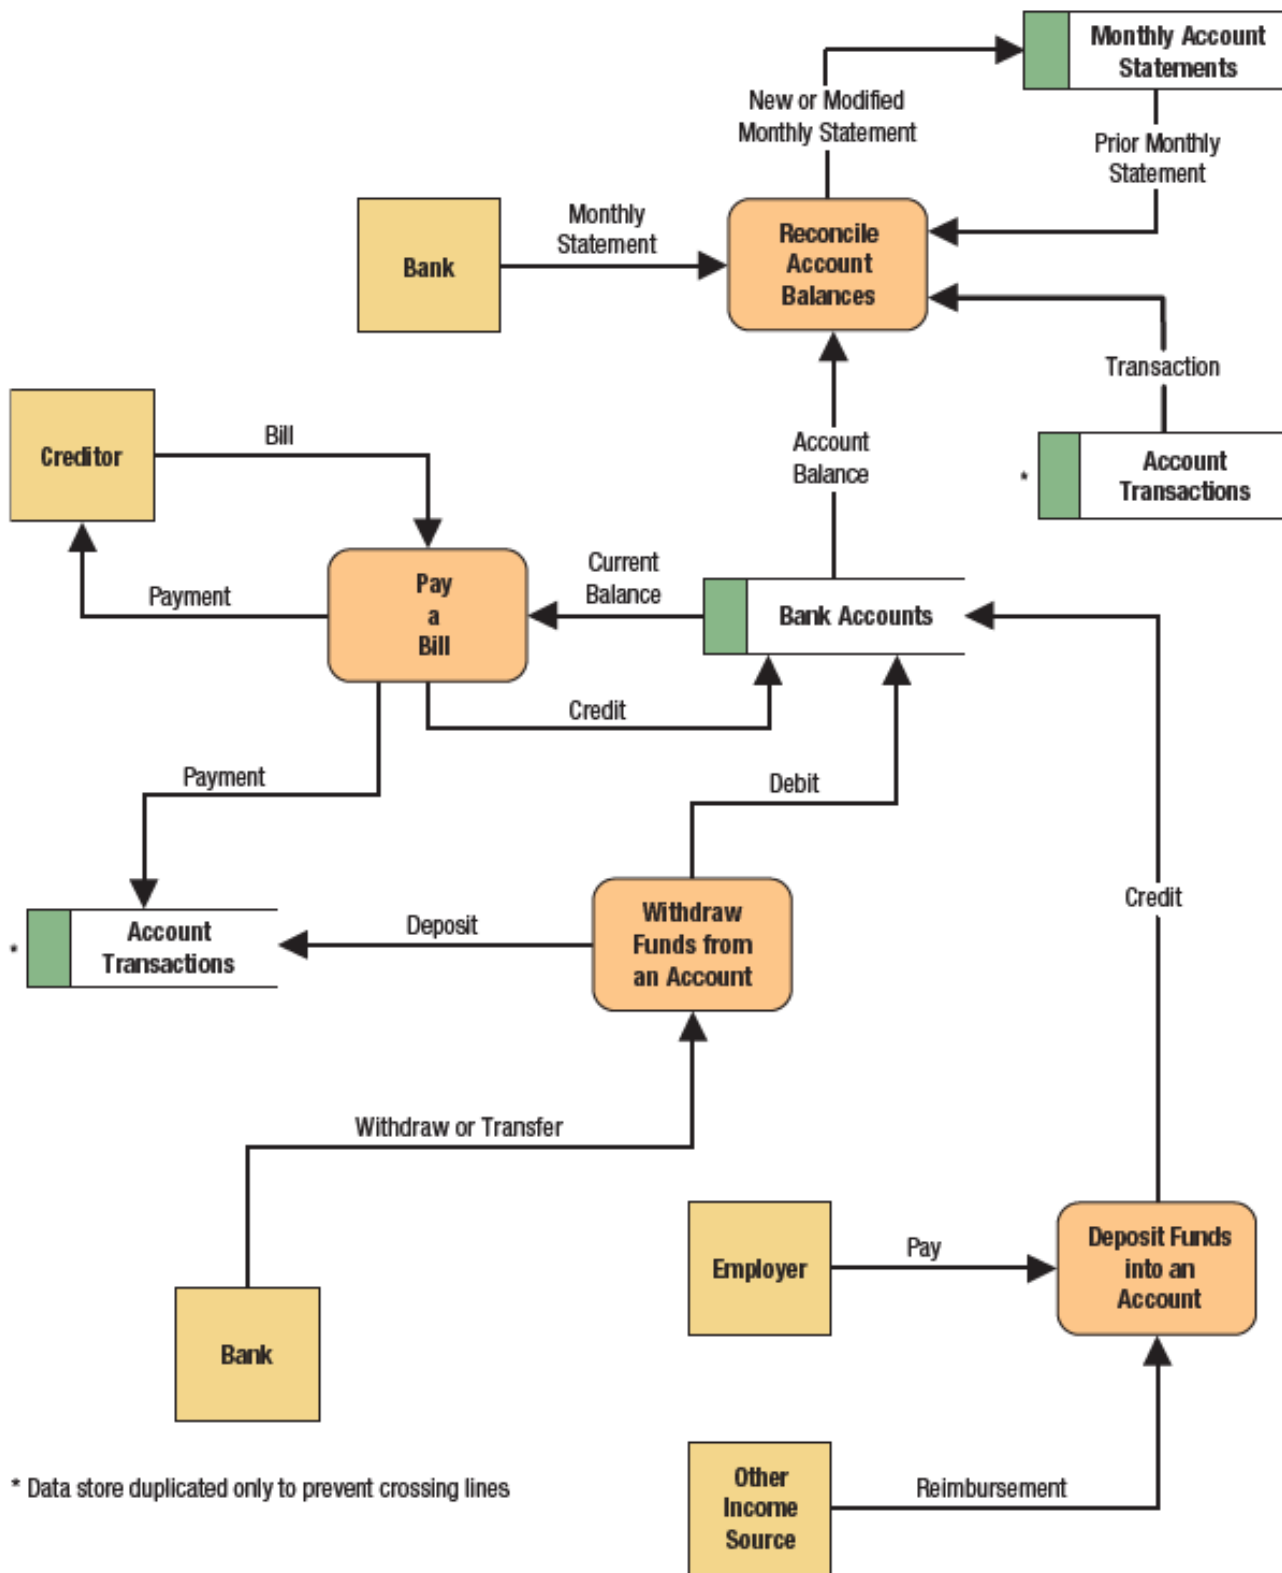 Monthly Account
Statements
New or Modified
Monthly Statement
Prior Monthly
Statement
Bank
Monthly
Statement
Reconcile
Account
Balances
Transaction
Creditor
Bill
Account
Balance
*
Account
Transactions
Payment
Pay
a
Bill
Current
Balance
Bank Accounts
Credit
Payment
Debit
*
Account
Transactions
Deposit
Withdraw
Funds from
an Account
Credit
Withdraw or Transfer
Bank
Employer
Pay
Deposit Funds
into an
Account
* Data store duplicated only to prevent crossing lines
Other
Income
Source
Reimbursement